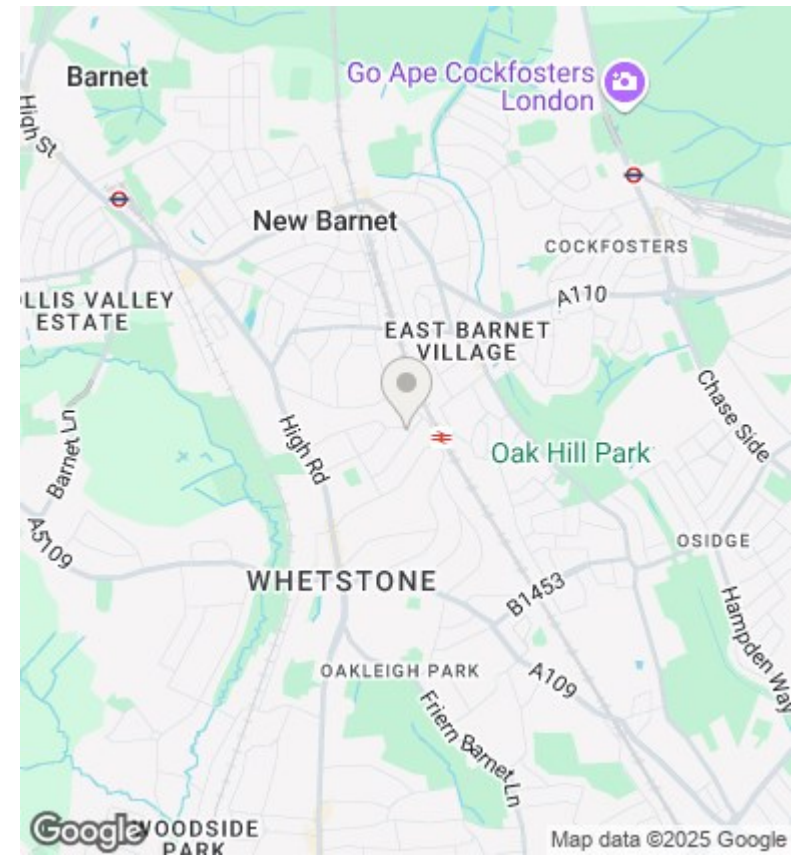 Barnet
Go Ape Cockfosters
London
High St
New Barnet
COCKFOSTERS
OLLIS VALLEY
ESTATE
A110
EAST BARNET
VILLAGE
Chase Side
Barnet Ln
High Rd
Oak Hill Park
A5109
OSIDGE
WHETSTONE
B1453
Hampden Way
OAKLEIGH PARK
A109
Friern Barnet Ln
WOODSIDE
PARK
Google
Map data ©2025 Google